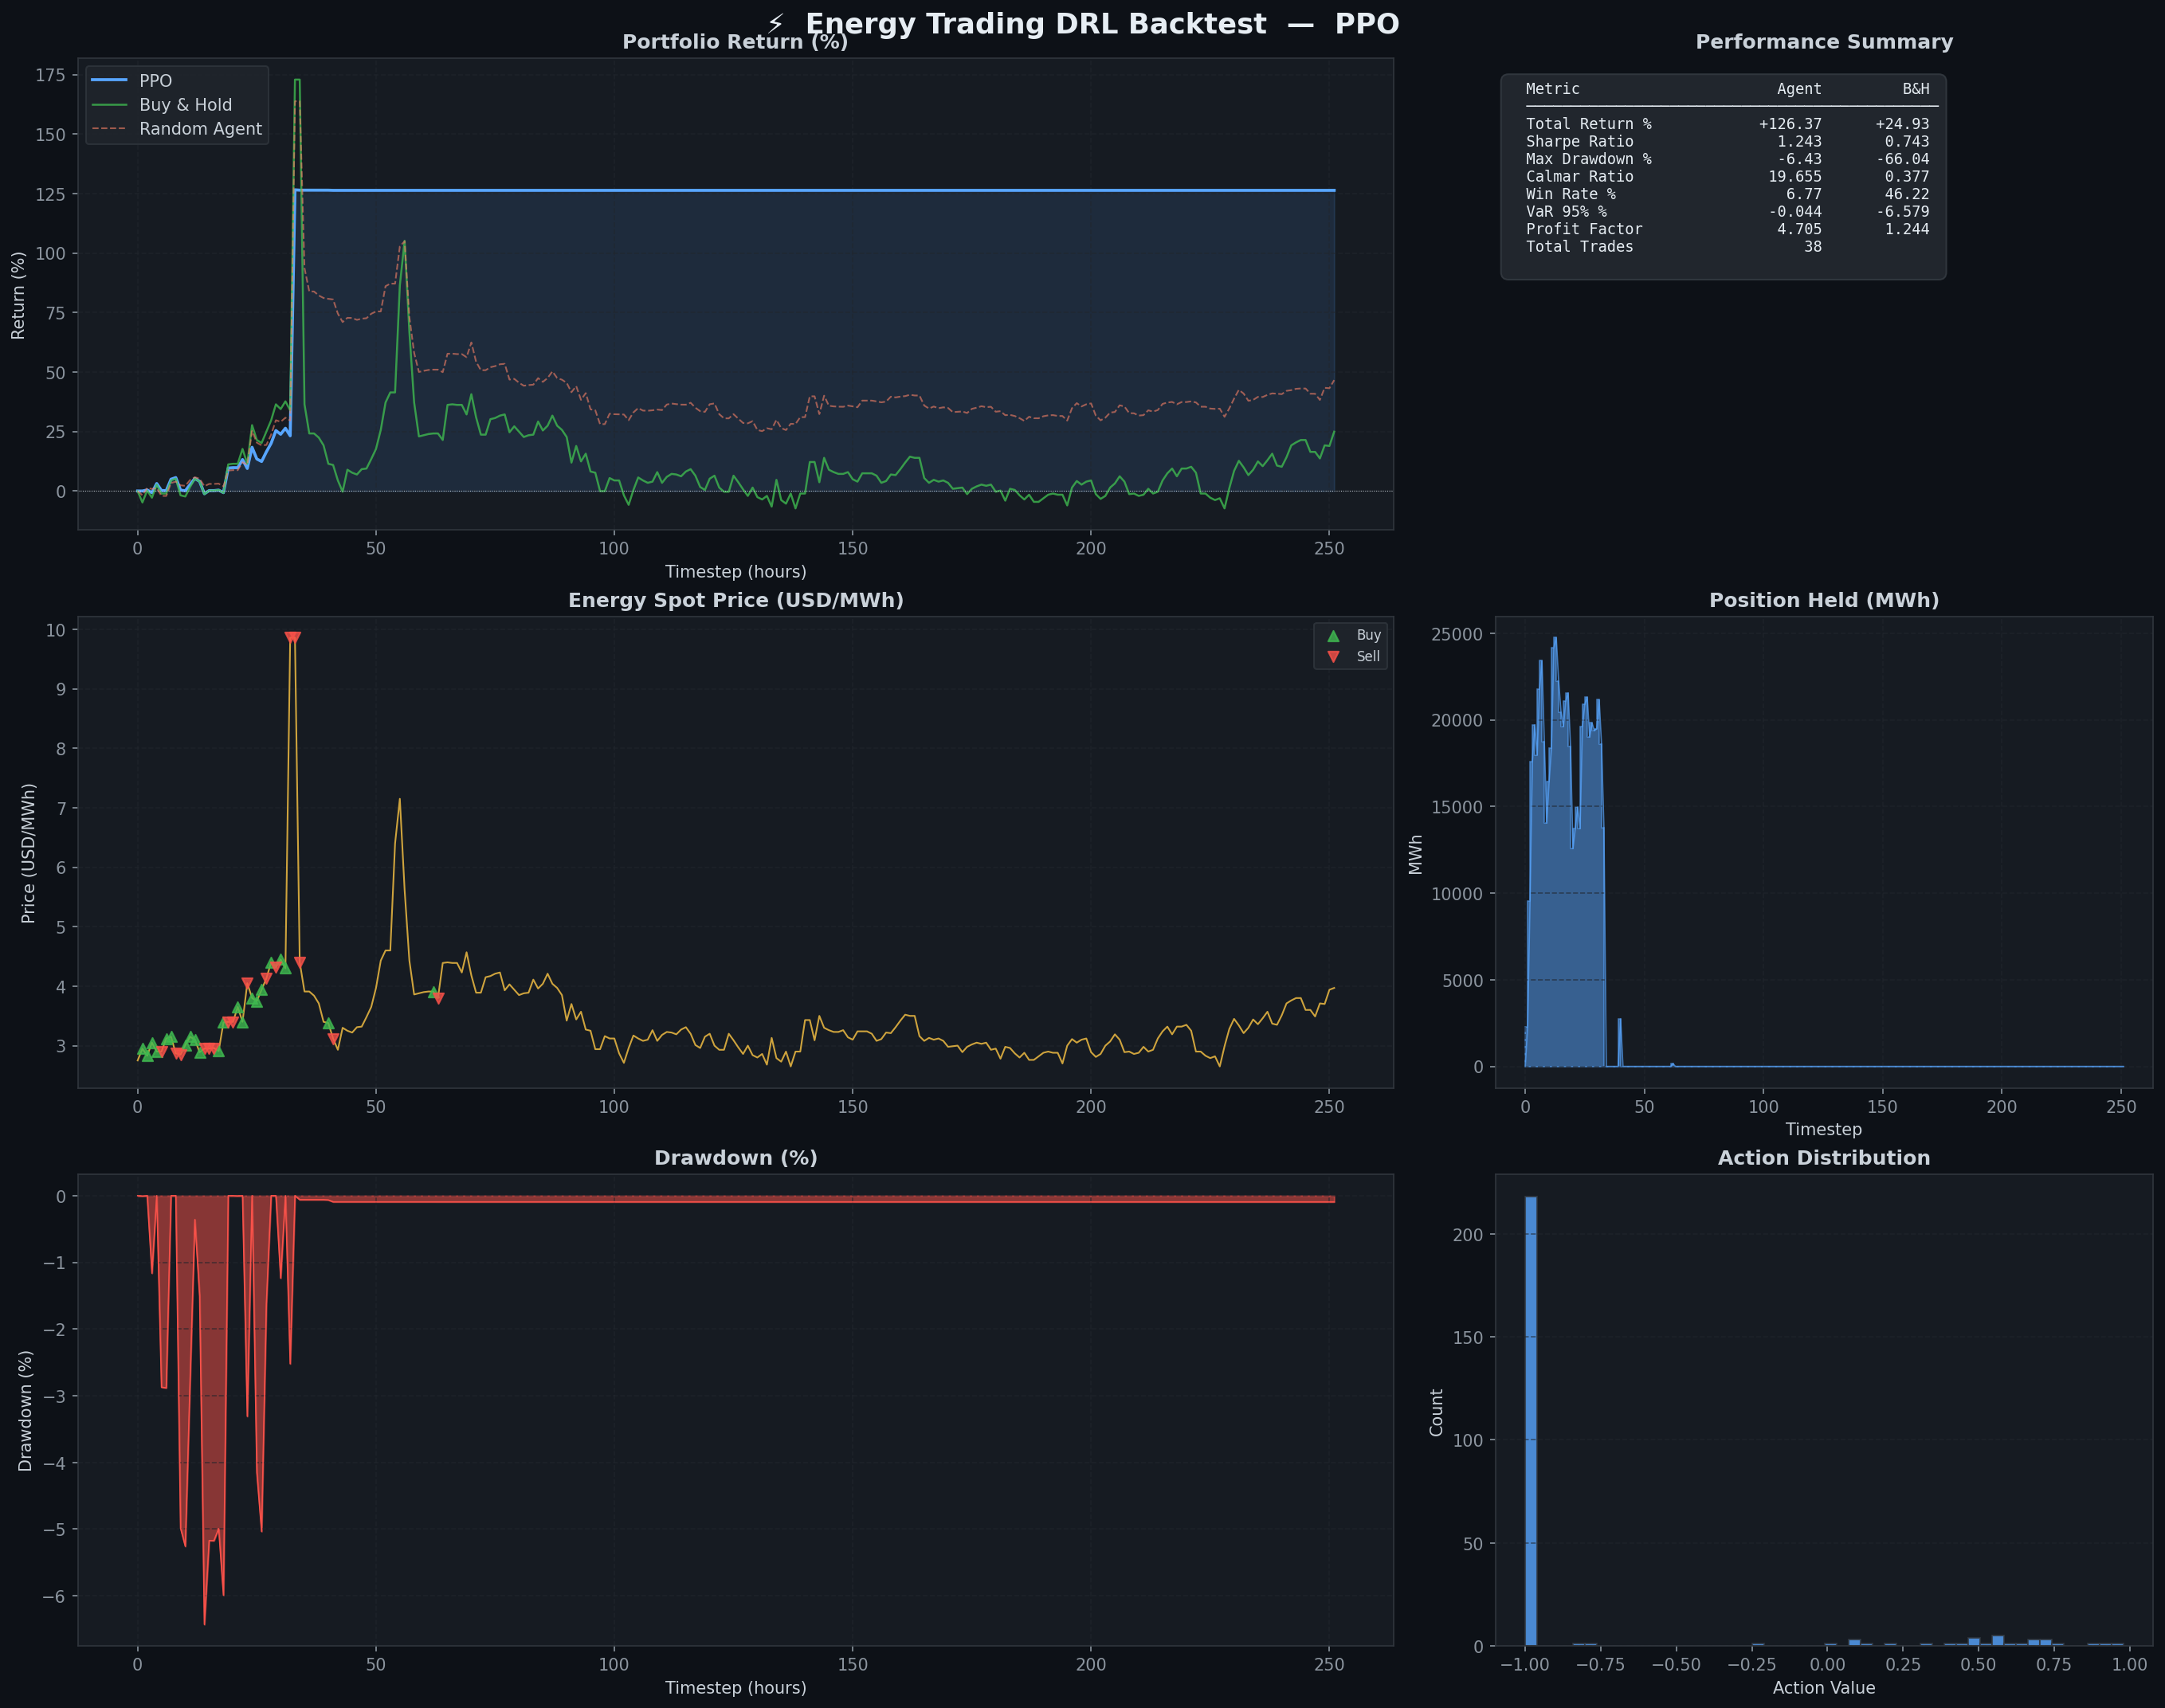 ⚡ Energy Trading DRL Backtest — PPO
Portfolio Return (%)
PPO
Buy & Hold
Random Agent
175
150
125
100
75
50
25
0
Return (%)
0 50 100 150 200 250
Timestep (hours)
Performance Summary
Metric Agent B&H
Total Return % +126.37 +24.93
Sharpe Ratio 1.243 0.743
Max Drawdown % -6.43 -66.04
Calmar Ratio 19.655 0.377
Win Rate % 6.77 46.22
VaR 95% % -0.044 -6.579
Profit Factor 4.705 1.244
Total Trades 38
Energy Spot Price (USD/MWh)
Buy
Sell
10
9
8
7
6
5
4
3
Price (USD/MWh)
0 50 100 150 200 250
Position Held (MWh)
25000
20000
15000
10000
5000
0
MWh
0 50 100 150 200 250
Timestep
Drawdown (%)
0
−1
−2
−3
−4
−5
−6
Drawdown (%)
0 50 100 150 200 250
Timestep (hours)
Action Distribution
200
150
100
50
0
Count
−1.00 −0.75 −0.50 −0.25 0.00 0.25 0.50 0.75 1.00
Action Value